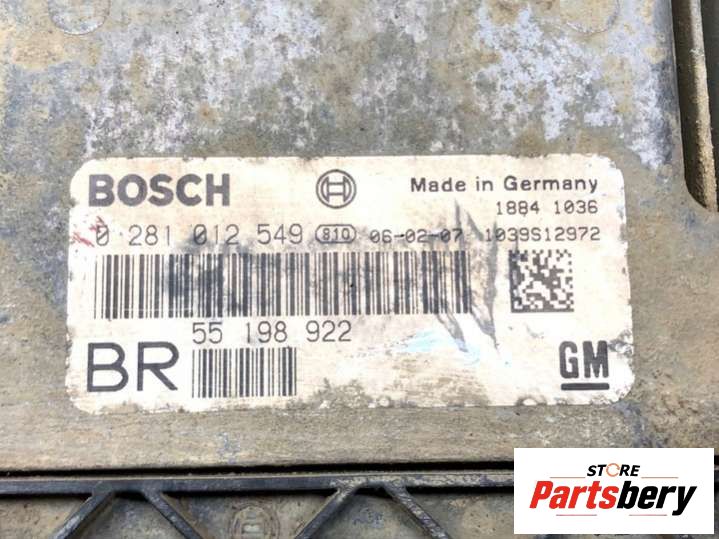 BOSCH Made in Germany
1884 1036
0 281 012 549 810 06-02-07 1039S12972
55 198 922
BR GM
STORE
Partsbery